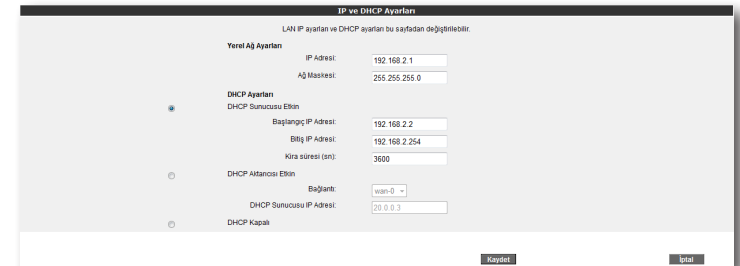 IP ve DHCP Ayarları
LAN IP ayarları ve DHCP ayarları bu sayfadan değiştirilebilir.
Yerel Ağ Ayarları
IP Adresi: 192.168.2.1
Ağ Maskesi: 255.255.255.0
DHCP Ayarları
DHCP Sunucusu Etkin
Başlangıç IP Adresi: 192.168.2.2
Bitiş IP Adresi: 192.168.2.254
Kira süresi (sn): 3600
DHCP Aktarıcısı Etkin
Bağlantı: wan-0
DHCP Sunucusu IP Adresi: 20.0.0.3
DHCP Kapalı
Kaydet İptal